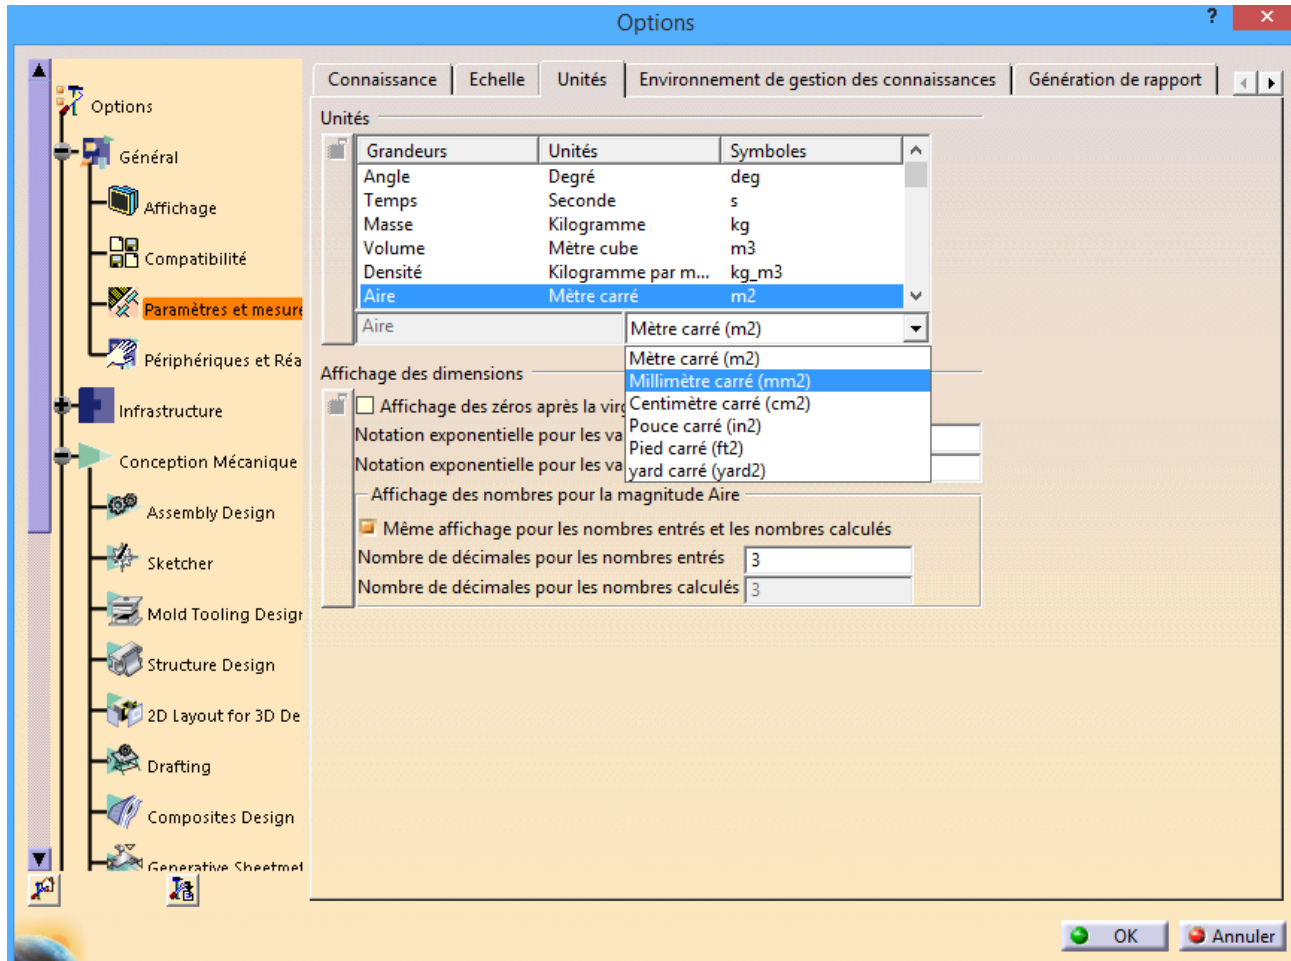 Options
?
Options
Général
Affichage
Compatibilité
Paramètres et mesure
Périphériques et Réa
Infrastructure
Conception Mécanique
Assembly Design
Sketcher
Mold Tooling Design
Structure Design
2D Layout for 3D De
Drafting
Composites Design
Generative Sheetmet
Connaissance Echelle Unités Environnement de gestion des connaissances Génération de rapport
Unités
Grandeurs Unités Symboles
Angle Degré deg
Temps Seconde s
Masse Kilogramme kg
Volume Mètre cube m3
Densité Kilogramme par m... kg_m3
Aire Mètre carré m2
Aire Mètre carré (m2)
Mètre carré (m2)
Millimètre carré (mm2)
Centimètre carré (cm2)
Pouce carré (in2)
Pied carré (ft2)
yard carré (yard2)
Affichage des dimensions
Affichage des zéros après la virg
Notation exponentielle pour les va
Notation exponentielle pour les va
Affichage des nombres pour la magnitude Aire
Même affichage pour les nombres entrés et les nombres calculés
Nombre de décimales pour les nombres entrés 3
Nombre de décimales pour les nombres calculés 3
OK Annuler